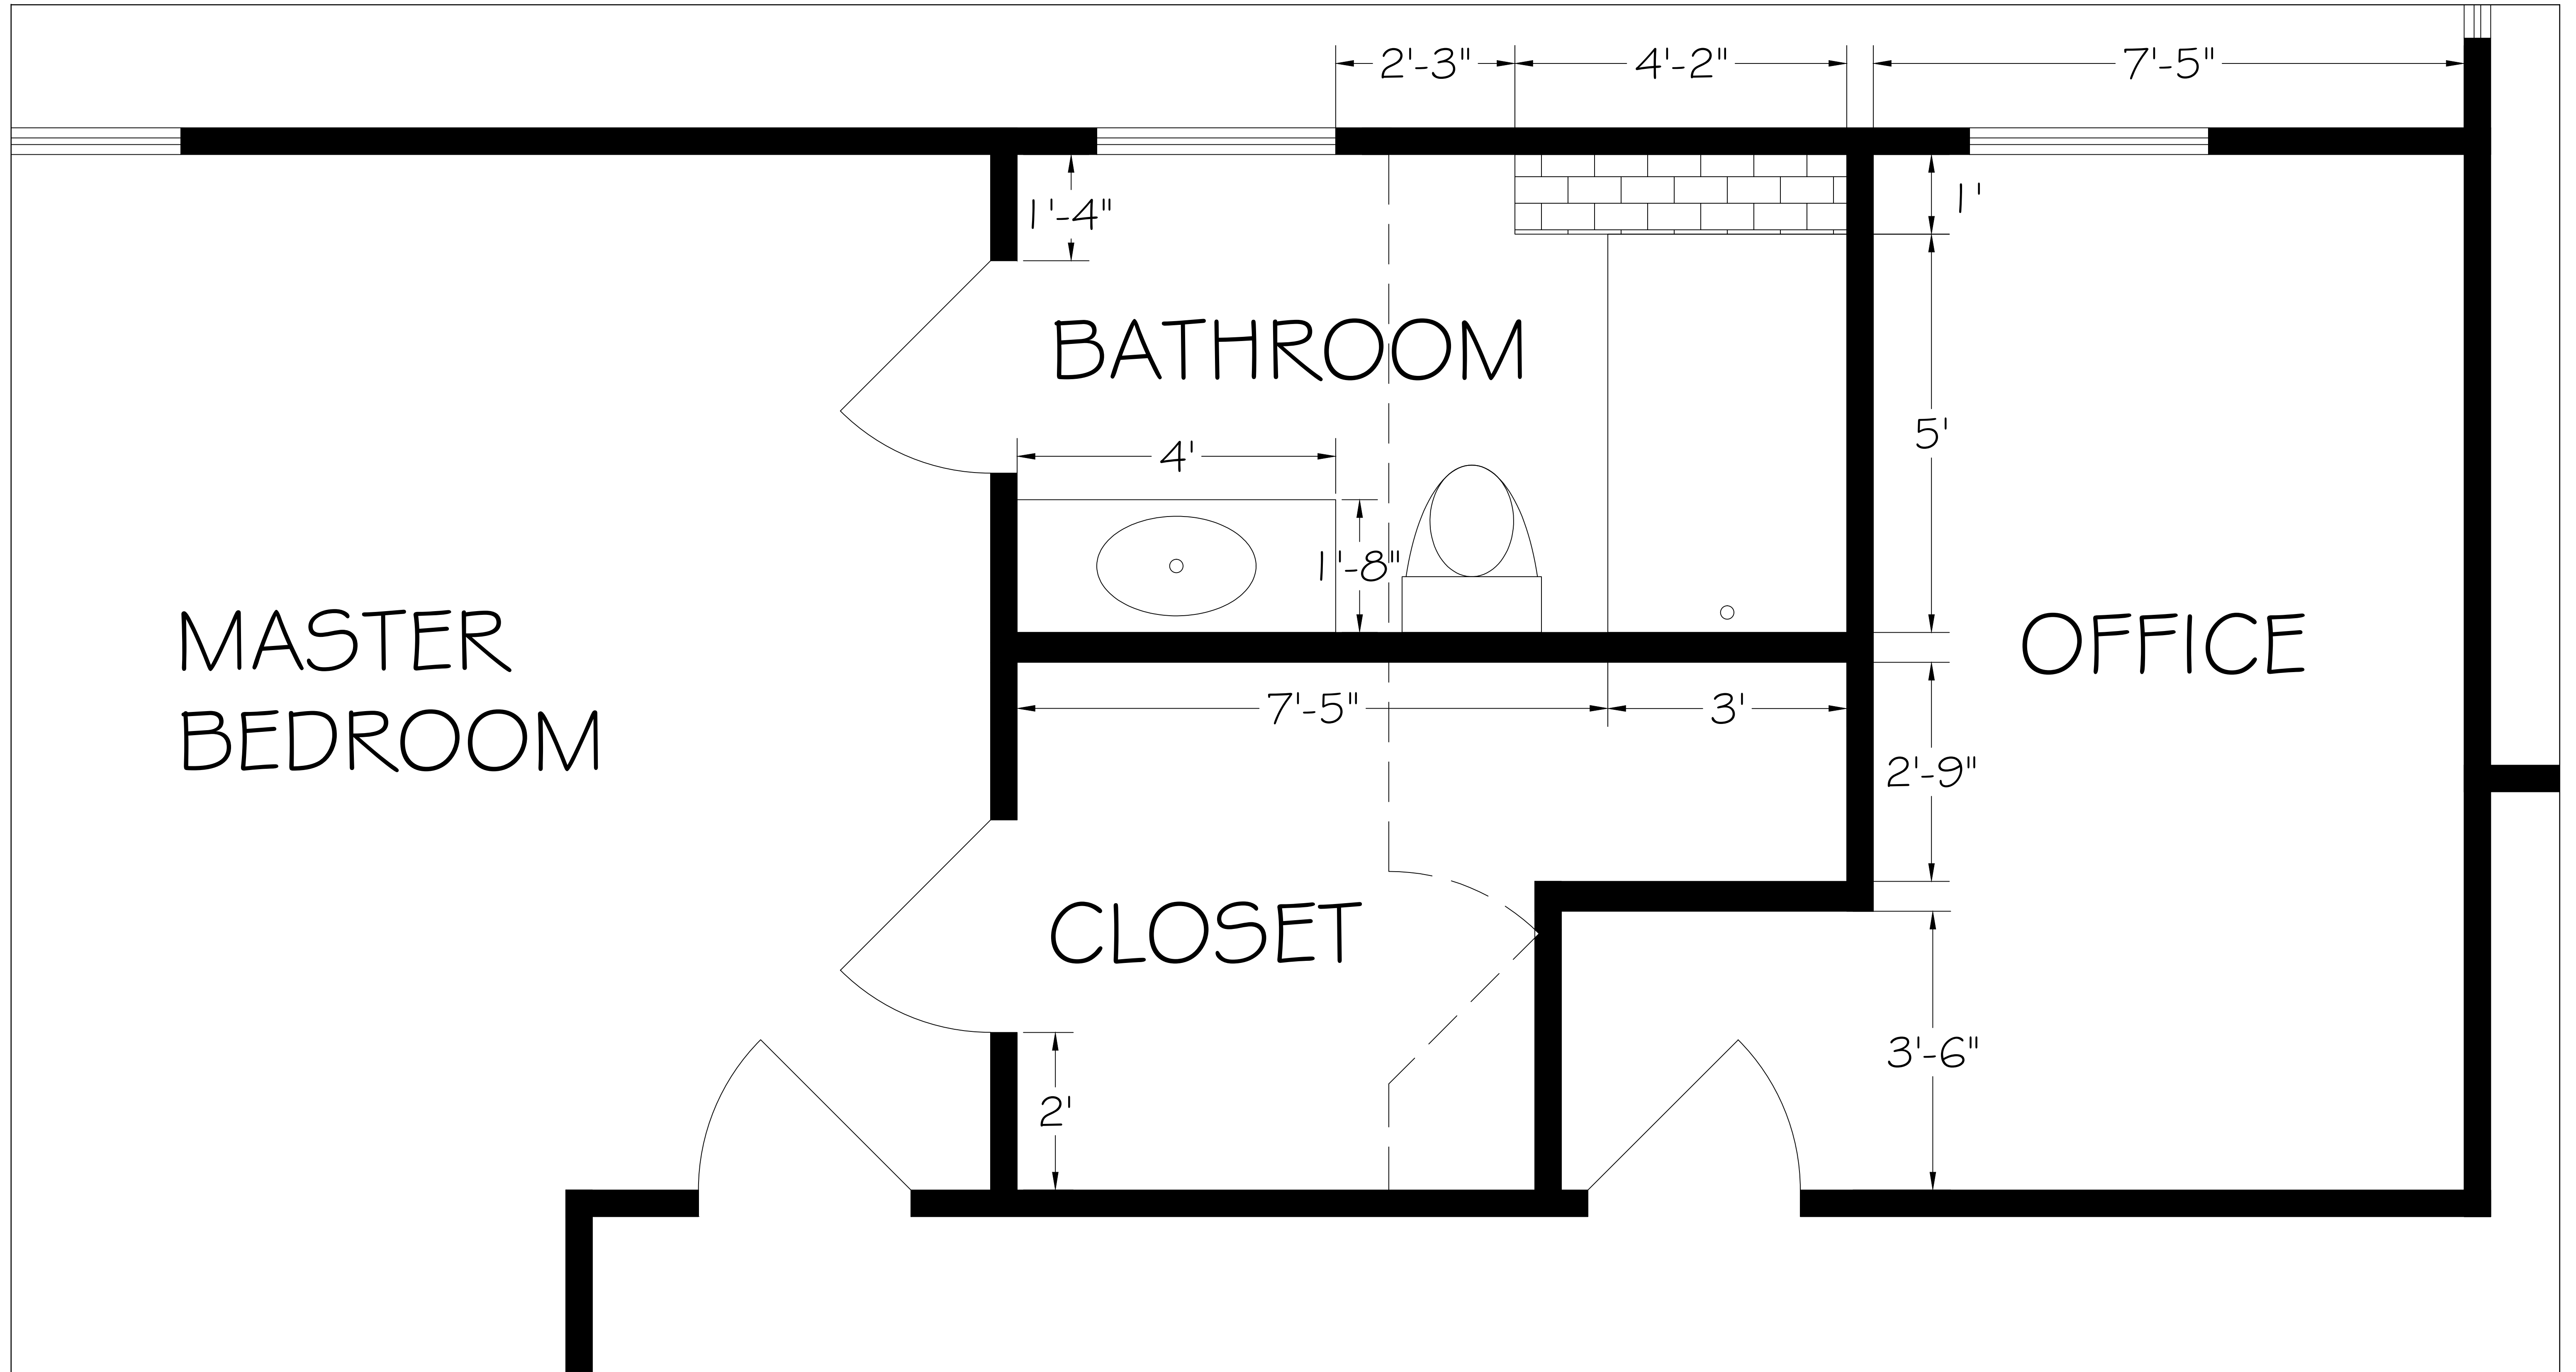 2'-3" 4'-2" 7'-5"
1'-4" 1'
BATHROOM
4' 5'
1'-8"
MASTER
BEDROOM
OFFICE
7'-5" 3'
2'-9"
CLOSET
3'-6"
2'